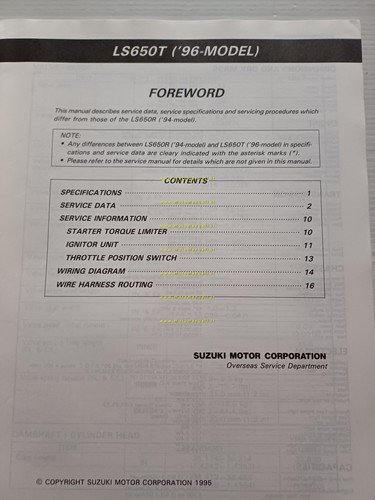 LS650T ('96-MODEL)
FOREWORD
This manual describes service data, service specifications and servicing procedures which
differ from those of the LS650R ('94-model).
NOTE:
• Any differences between LS650R ('94-model) and LS650T ('96-model) in specifi-
cations and service data are cleariy indicated with the asterisk marks (*).
• Please refer to the service manual for details which are not given in this manual.
CONTENTS
SPECIFICATIONS 1
SERVICE DATA 2
SERVICE INFORMATION 10
STARTER TORQUE LIMITER 10
IGNITOR UNIT 11
THROTTLE POSITION SWITCH 13
WIRING DIAGRAM 14
WIRE HARNESS ROUTING 16
SUZUKI MOTOR CORPORATION
Overseas Service Department
© COPYRIGHT SUZUKI MOTOR CORPORATION 1995